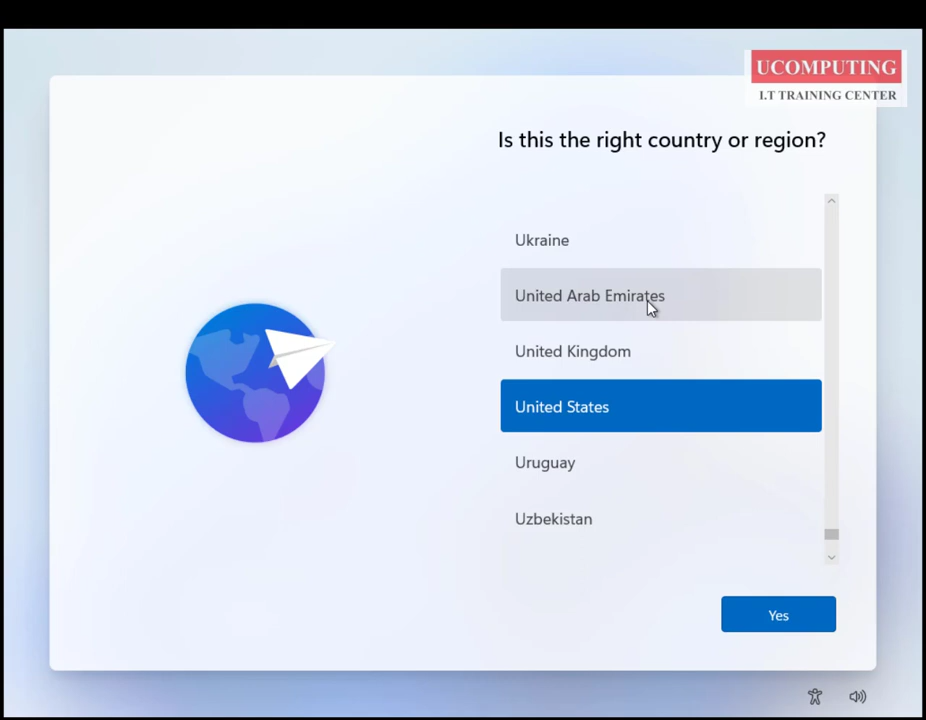 UCOMPUTING
I.T TRAINING CENTER
Is this the right country or region?
Ukraine
United Arab Emirates
United Kingdom
United States
Uruguay
Uzbekistan
Yes